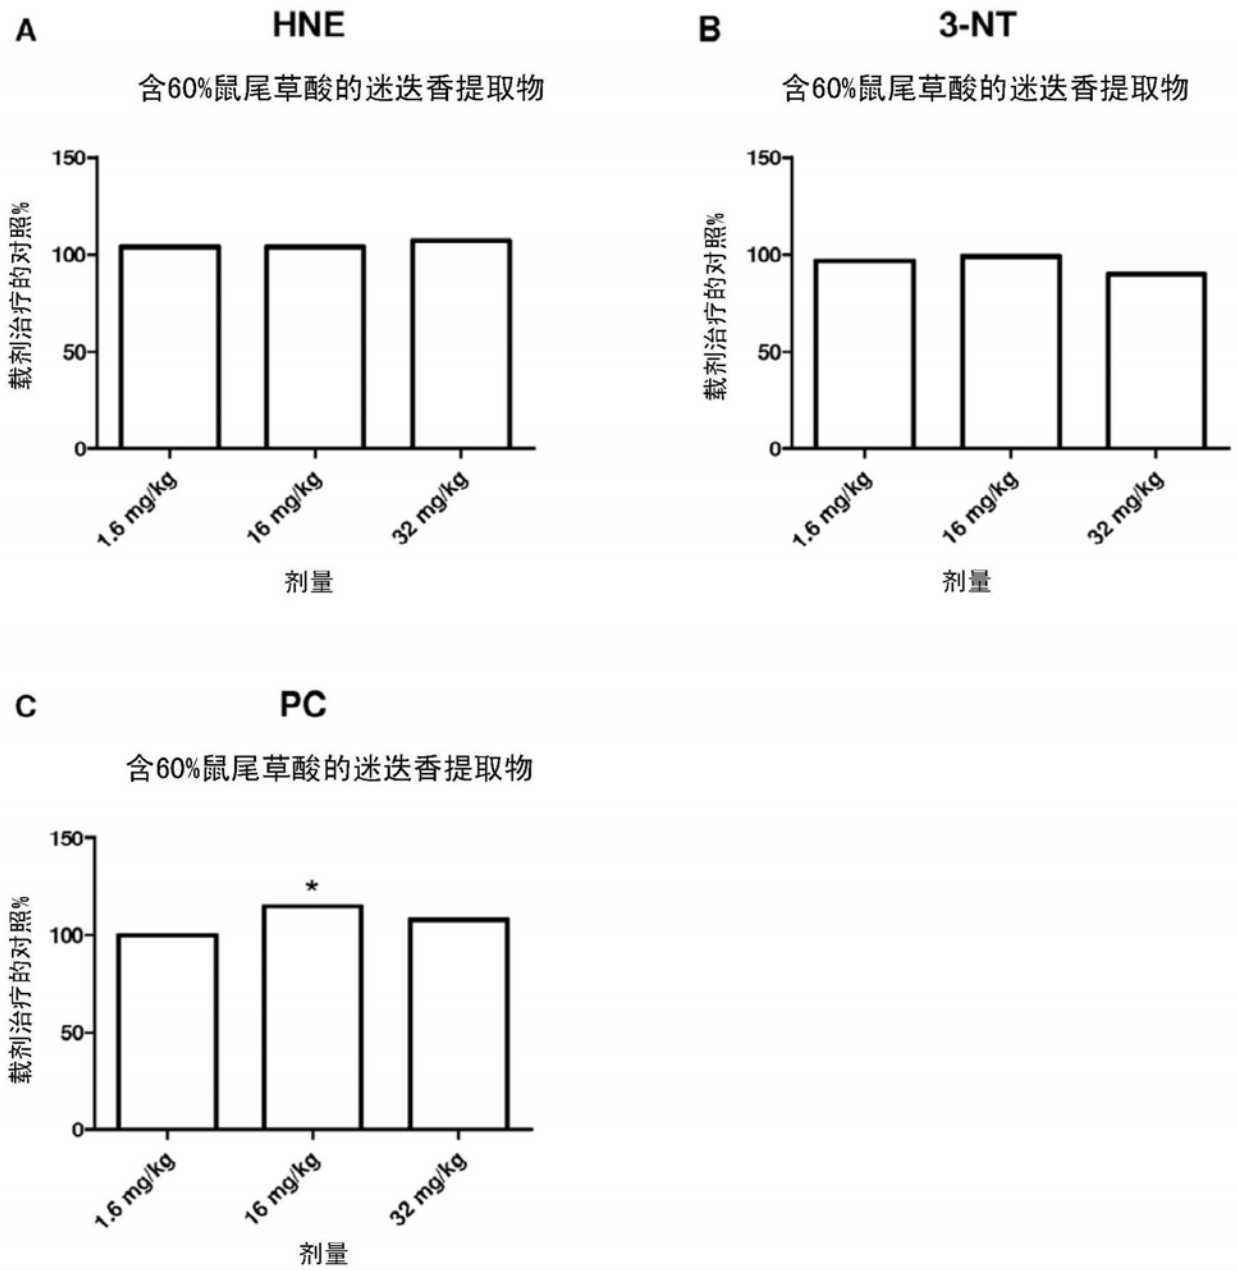 A
HNE
含60%鼠尾草酸的迷迭香提取物
载剂治疗的对照%
150
100
50
0
1.6 mg/kg
16 mg/kg
32 mg/kg
剂量
B
3-NT
含60%鼠尾草酸的迷迭香提取物
载剂治疗的对照%
150
100
50
0
1.6 mg/kg
16 mg/kg
32 mg/kg
剂量
C
PC
含60%鼠尾草酸的迷迭香提取物
载剂治疗的对照%
150
100
50
0
*
1.6 mg/kg
16 mg/kg
32 mg/kg
剂量